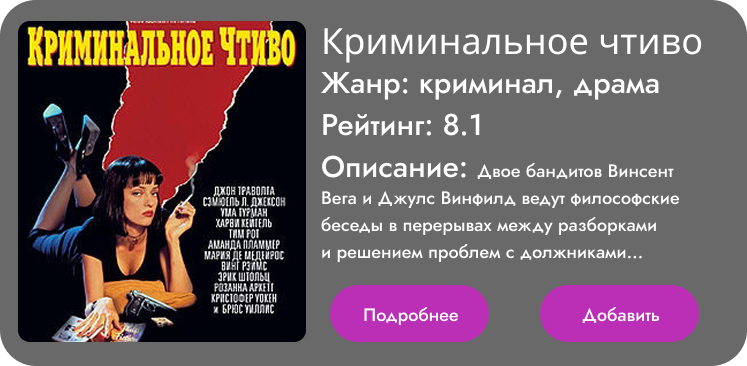 Криминальное Чтиво
ДЖОН ТРАВОЛТА
СЭМЮЕЛЬ Л. ДЖЕКСОН
УМА ТУРМАН
ХАРВИ КЕЙТЕЛЬ
ТИМ РОТ
АМАНДА ПЛАММЕР
МАРИЯ ДЕ МЕДЕЙРОС
ВИНГ РЭЙМС
ЭРИК ШТОЛЬЦ
РОЗАННА АРКЕТТ
КРИСТОФЕР УОКЕН
и БРЮС УИЛЛИС
Криминальное чтиво
Жанр: криминал, драма
Рейтинг: 8.1
Описание: Двое бандитов Винсент
Вега и Джулс Винфилд ведут философские
беседы в перерывах между разборками
и решением проблем с должниками...
Подробнее
Добавить